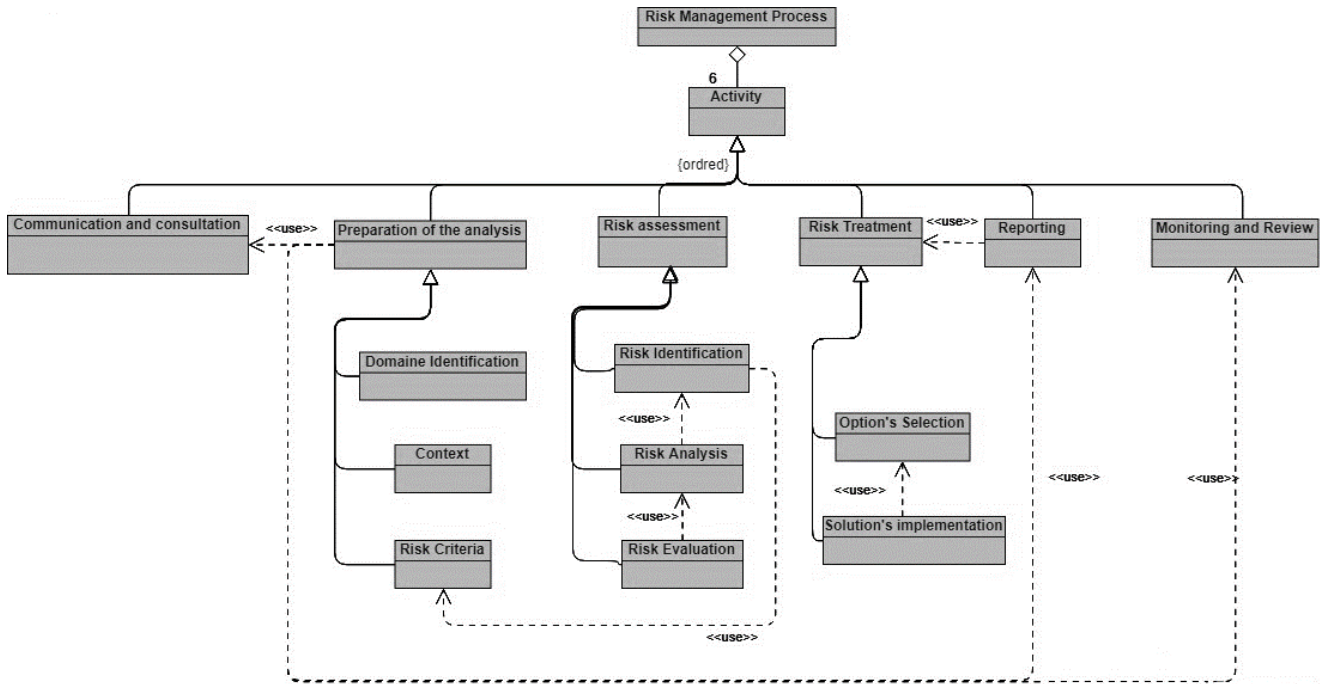 Risk Management Process
6
Activity
{ordred}
Communication and consultation
<<use>>
Preparation of the analysis
Risk assessment
Risk Treatment
<<use>>
Reporting
Monitoring and Review
Domaine Identification
Risk Identification
<<use>>
Option's Selection
Context
Risk Analysis
<<use>>
<<use>>
<<use>>
<<use>>
Solution's implementation
Risk Criteria
Risk Evaluation
<<use>>